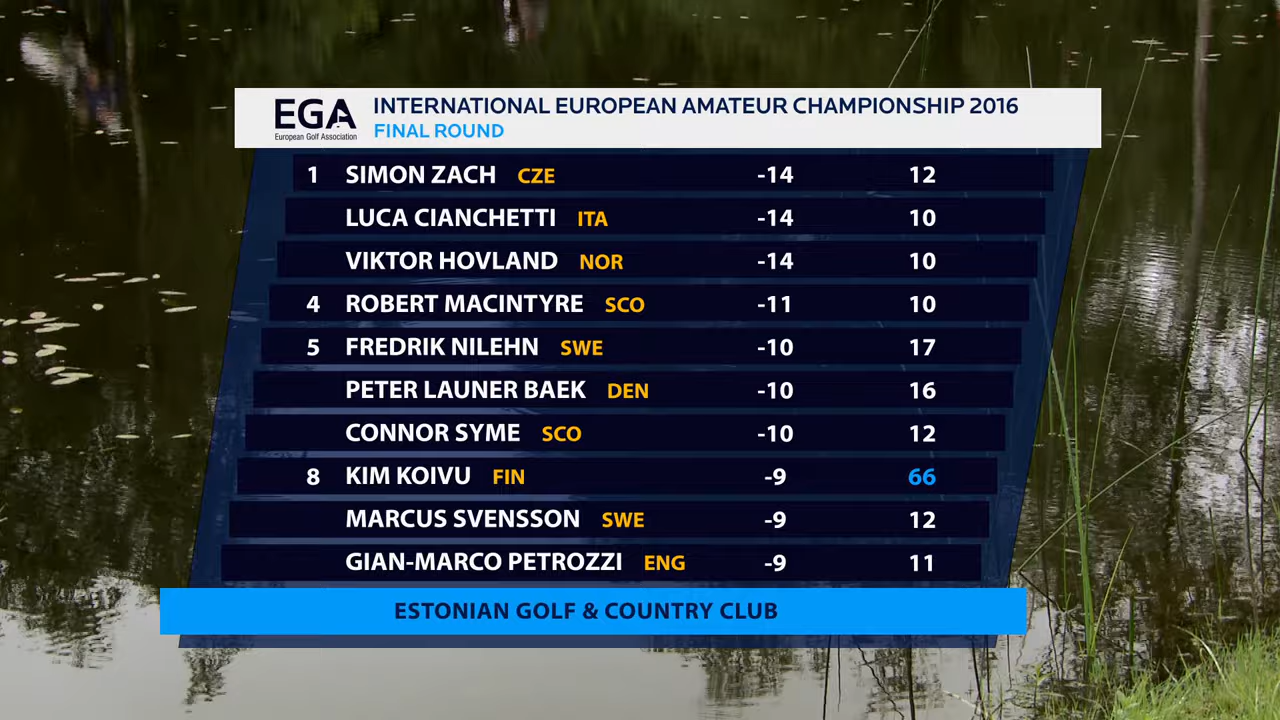 EGA
European Golf Association
INTERNATIONAL EUROPEAN AMATEUR CHAMPIONSHIP 2016
FINAL ROUND
1 SIMON ZACH CZE -14 12
LUCA CIANCHETTI ITA -14 10
VIKTOR HOVLAND NOR -14 10
4 ROBERT MACINTYRE SCO -11 10
5 FREDRIK NILEHN SWE -10 17
PETER LAUNER BAEK DEN -10 16
CONNOR SYME SCO -10 12
8 KIM KOIVU FIN -9 66
MARCUS SVENSSON SWE -9 12
GIAN-MARCO PETROZZI ENG -9 11
ESTONIAN GOLF & COUNTRY CLUB